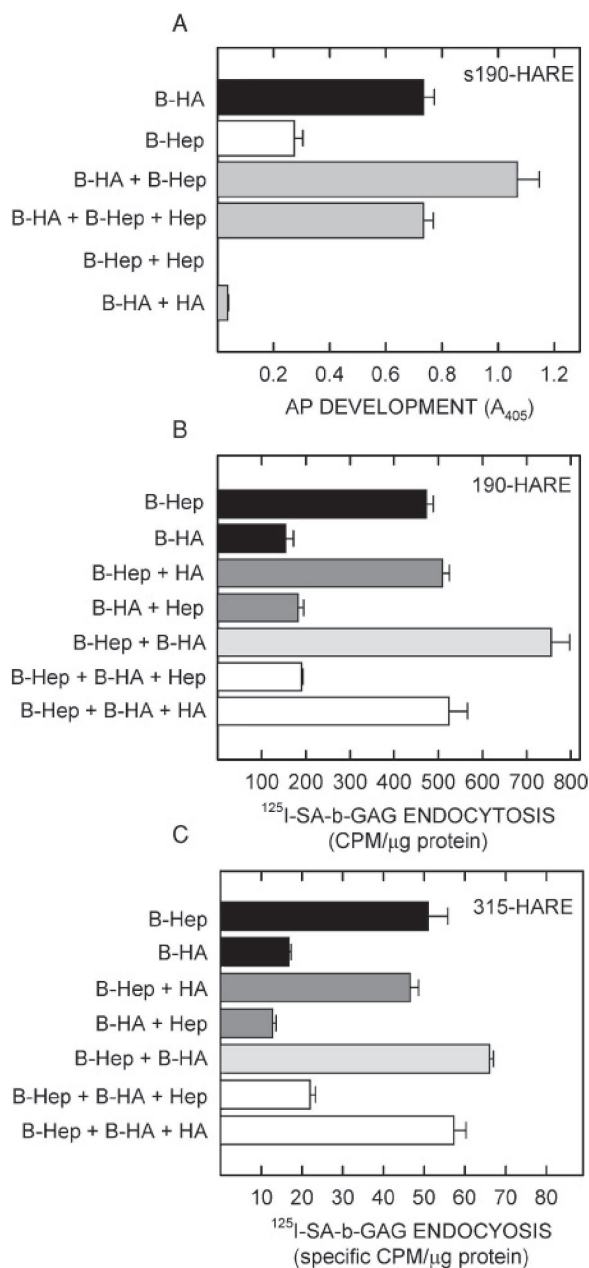 A
s190-HARE
B-HA
B-Hep
B-HA + B-Hep
B-HA + B-Hep + Hep
B-Hep + Hep
B-HA + HA
0.2 0.4 0.6 0.8 1.0 1.2
AP DEVELOPMENT (A₄₀₅)
B
190-HARE
B-Hep
B-HA
B-Hep + HA
B-HA + Hep
B-Hep + B-HA
B-Hep + B-HA + Hep
B-Hep + B-HA + HA
100 200 300 400 500 600 700 800
¹²⁵I-SA-b-GAG ENDOCYTOSIS
(CPM/µg protein)
C
315-HARE
B-Hep
B-HA
B-Hep + HA
B-HA + Hep
B-Hep + B-HA
B-Hep + B-HA + Hep
B-Hep + B-HA + HA
10 20 30 40 50 60 70 80
¹²⁵I-SA-b-GAG ENDOCYOSIS
(specific CPM/µg protein)